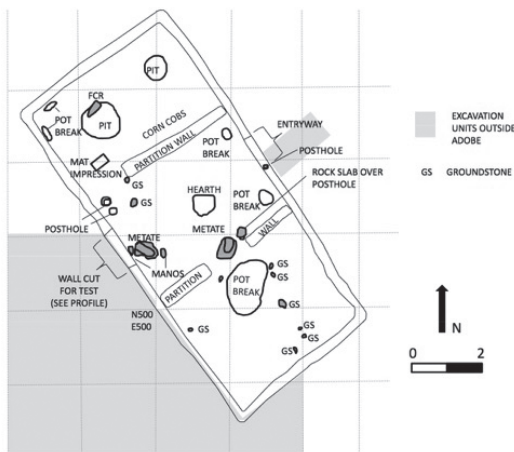 PIT
FCR
POT
BREAK
PIT
CORN COBS
PARTITION WALL
POT
BREAK
ENTRYWAY
POSTHOLE
ROCK SLAB OVER
POSTHOLE
MAT
IMPRESSION
GS
GS
HEARTH
POT
BREAK
POSTHOLE
METATE
METATE
WALL
WALL CUT
FOR TEST
(SEE PROFILE)
MANOS
PARTITION
POT
BREAK
GS
GS
GS
N500
E500
GS
GS
GS
GS
EXCAVATION
UNITS OUTSIDE
ADOBE
GS GROUNDSTONE
N
0 2